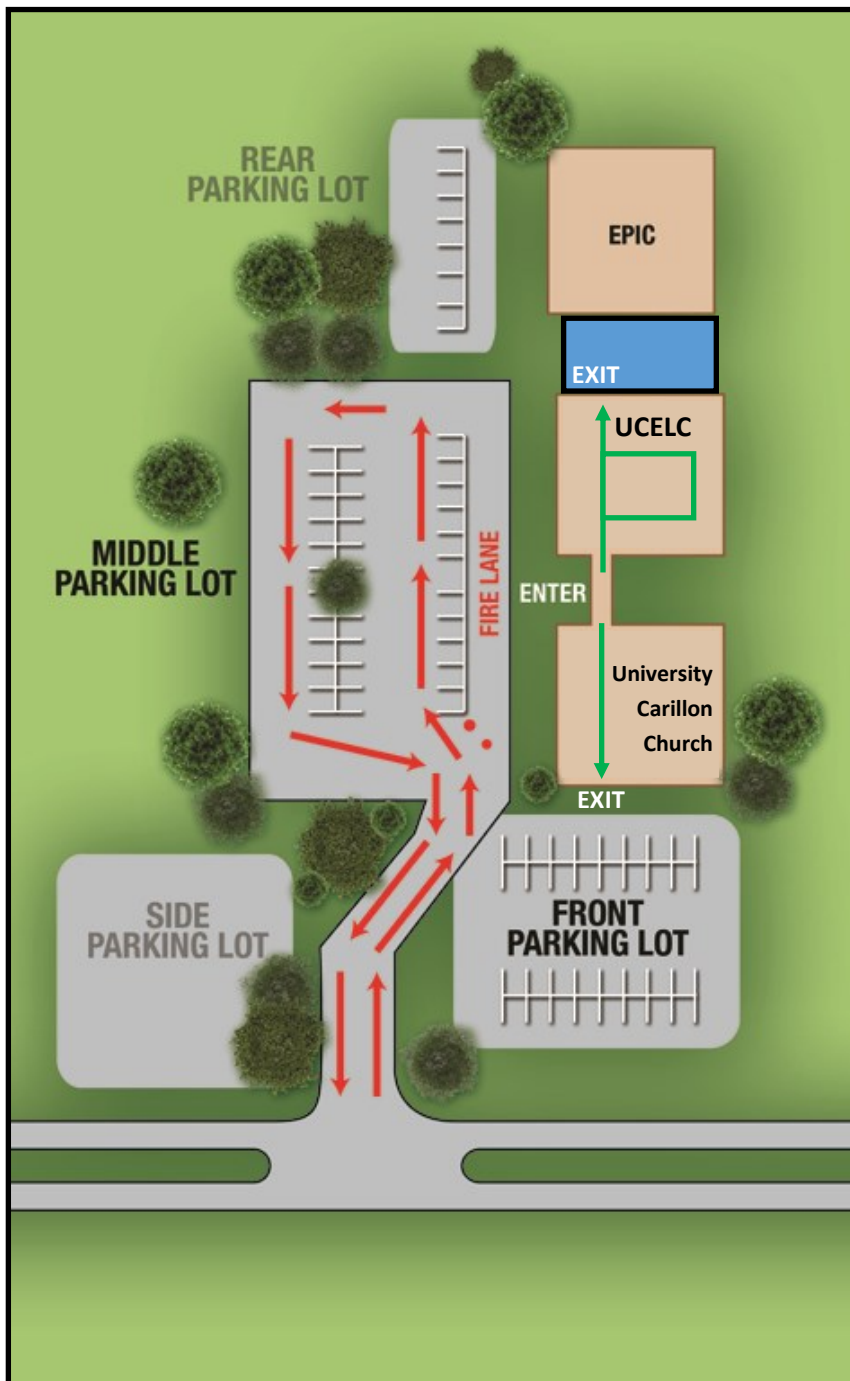 REAR
PARKING LOT
EPIC
EXIT
UCELC
MIDDLE
PARKING LOT
FIRE LANE
ENTER
University
Carillon
Church
EXIT
SIDE
PARKING LOT
FRONT
PARKING LOT